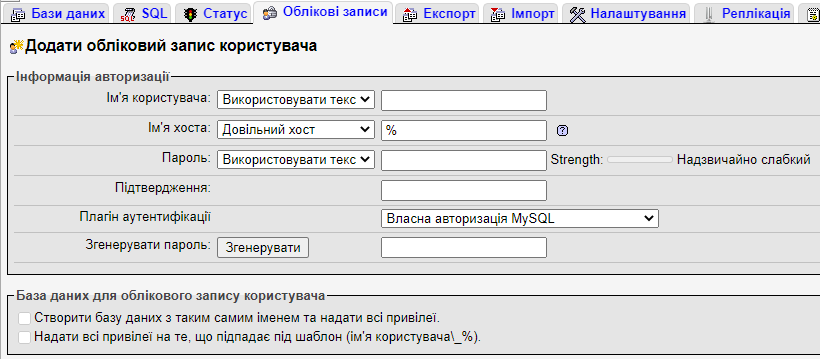 Бази даних SQL Статус Облікові записи Експорт Імпорт Налаштування Реплікація
Додати обліковий запис користувача
Інформація авторизації
Ім'я користувача: Використовувати текс
Ім'я хоста: Довільний хост %
Пароль: Використовувати текс Strength: Надзвичайно слабкий
Підтвердження:
Плагін аутентифікації Власна авторизація MySQL
Згенерувати пароль: Згенерувати
База даних для облікового запису користувача
Створити базу даних з таким самим іменем та надати всі привілеї.
Надати всі привілеї на те, що підпадає під шаблон (ім'я користувача\_%).